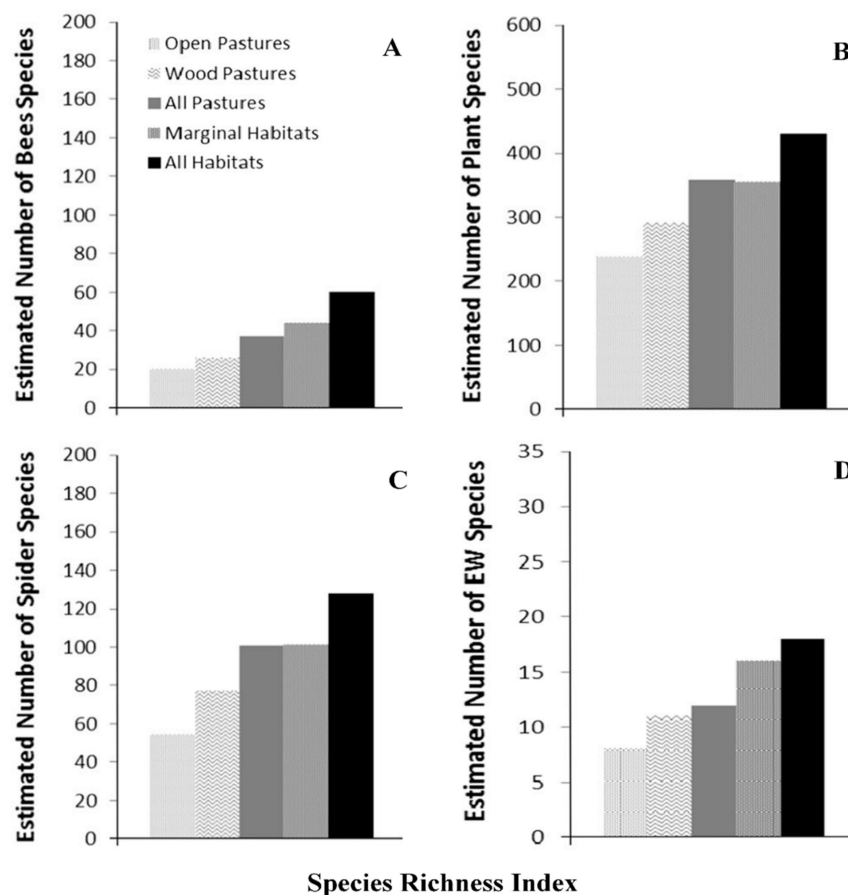 Estimated Number of Bees Species
200
180
160
140
120
100
80
60
40
20
0
Open Pastures
Wood Pastures
All Pastures
Marginal Habitats
All Habitats
A
Estimated Number of Plant Species
600
500
400
300
200
100
0
B
Estimated Number of Spider Species
200
180
160
140
120
100
80
60
40
20
0
C
Estimated Number of EW Species
35
30
25
20
15
10
5
0
D
Species Richness Index